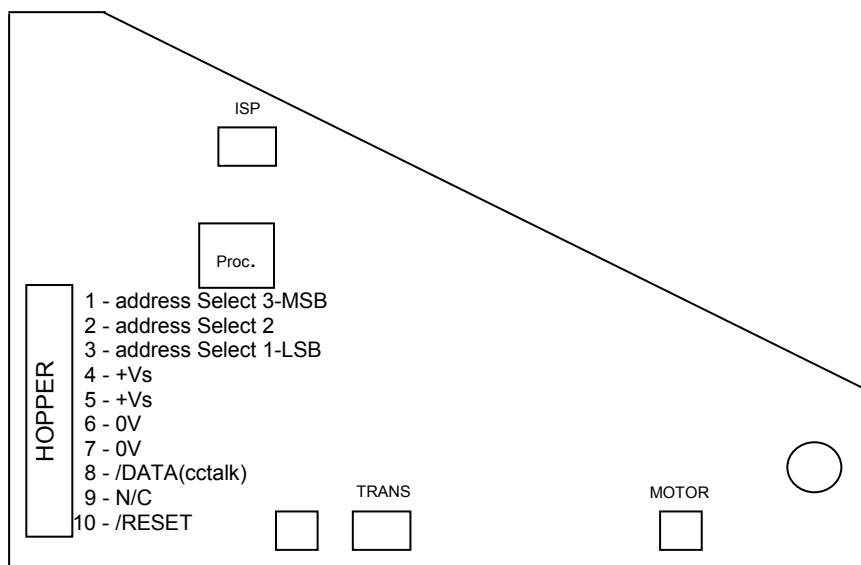 ISP
Proc.
HOPPER
1 - address Select 3-MSB
2 - address Select 2
3 - address Select 1-LSB
4 - +Vs
5 - +Vs
6 - 0V
7 - 0V
8 - /DATA(cctalk)
9 - N/C
10 - /RESET
TRANS
MOTOR